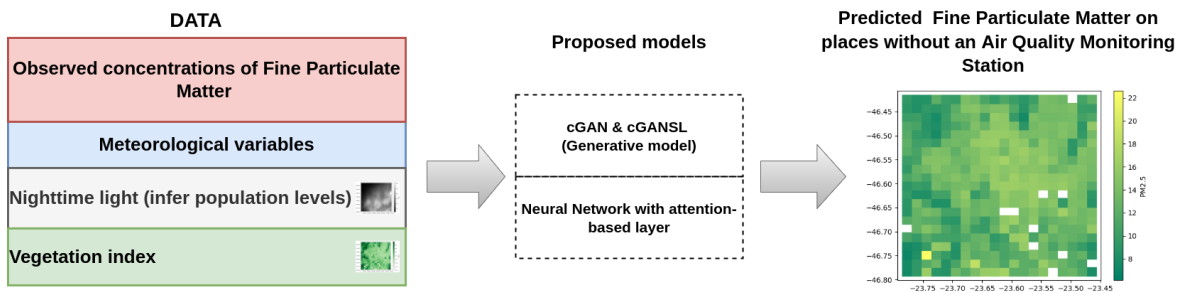 DATA
Observed concentrations of Fine Particulate
Matter
Meteorological variables
Nighttime light (infer population levels)
Vegetation index
Proposed models
cGAN & cGANSL
(Generative model)
Neural Network with attention-
based layer
Predicted  Fine Particulate Matter on
places without an Air Quality Monitoring
Station
−46.45
−46.50
−46.55
−46.60
−46.65
−46.70
−46.75
−46.80
−23.75
−23.70
−23.65
−23.60
−23.55
−23.50
−23.45
22
20
18
16
14
12
10
8
PM2.5